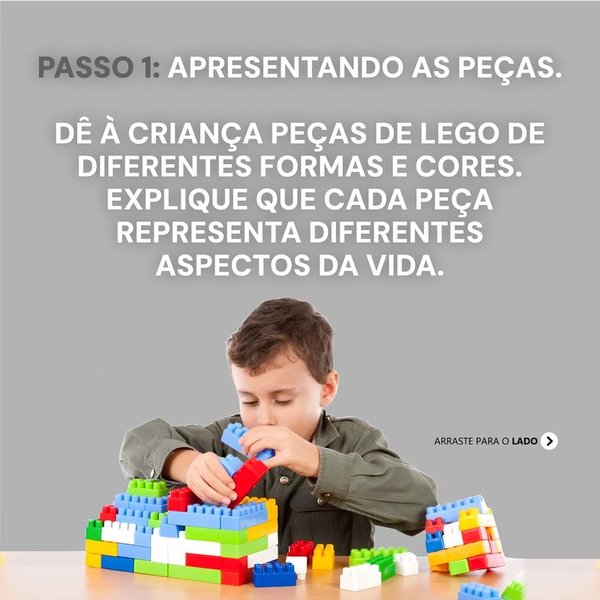 PASSO 1: APRESENTANDO AS PEÇAS.
DÊ À CRIANÇA PEÇAS DE LEGO DE
DIFERENTES FORMAS E CORES.
EXPLIQUE QUE CADA PEÇA
REPRESENTA DIFERENTES
ASPECTOS DA VIDA.
ARRASTE PARA O LADO